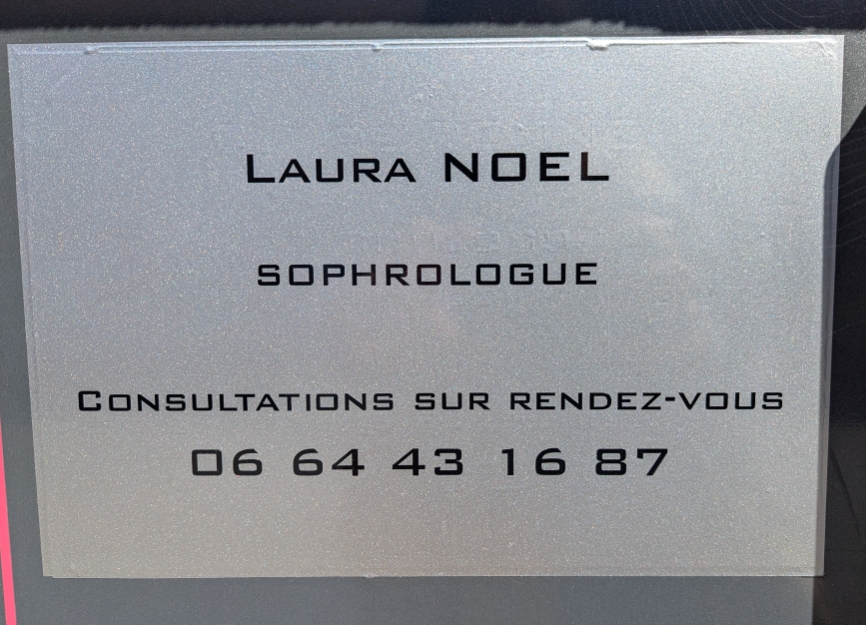 Laura NOEL
SOPHROLOGUE
Consultations sur rendez-vous
06 64 43 16 87